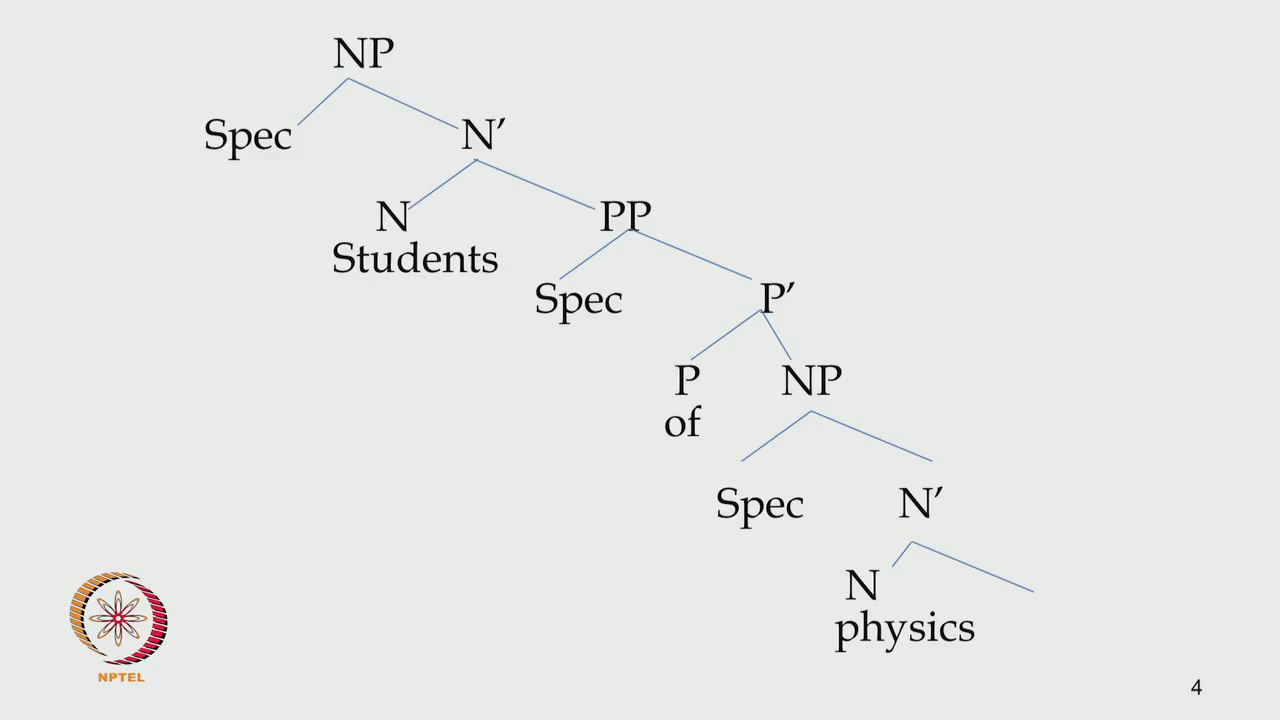 NP
Spec N’
N PP
Students
Spec P’
P NP
of
Spec N’
N
physics
NPTEL
4